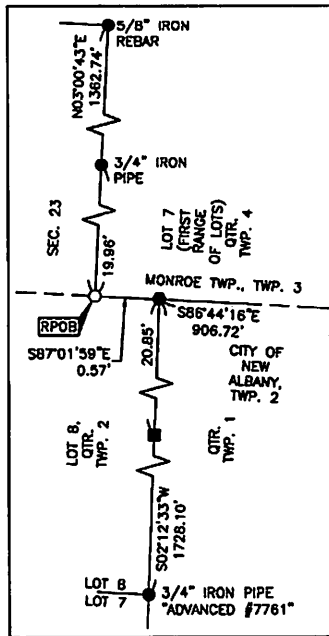 5/8" IRON
REBAR
N03°00'43"E
1362.74'
3/4" IRON
PIPE
SEC. 23
19.96'
LOT 7
(FIRST
RANGE
OF LOTS)
QTR.
TWP. 4
MONROE TWP., TWP. 3
RPOB
S87°01'59"E
0.57'
S86°44'16"E
906.72'
20.85'
CITY OF
NEW
ALBANY,
TWP. 2
LOT 8,
QTR.
TWP. 2
QTR.
TWP. 1
S02°12'33"W
1728.10'
LOT 8
LOT 7
3/4" IRON PIPE
"ADVANCED #7761"